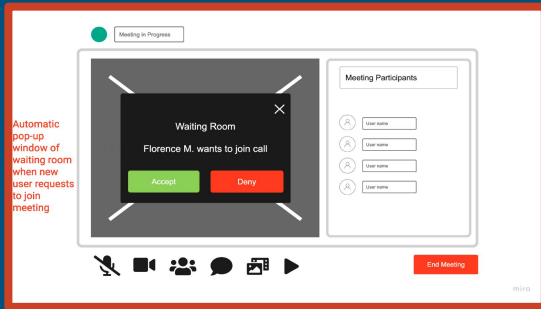 Meeting in Progress
Meeting Participants
Waiting Room
Florence M. wants to join call
Accept
Deny
User name
User name
User name
User name
Automatic
pop-up
window of
waiting room
when new
user requests
to join
meeting
End Meeting
miro